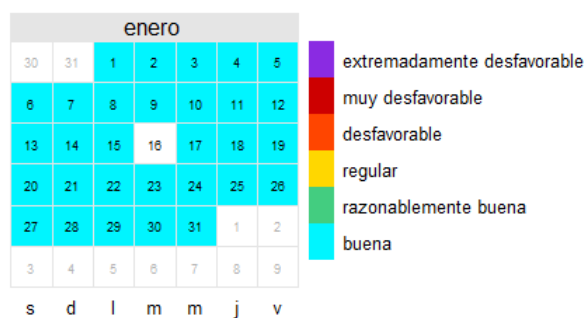 enero
30 31 1 2 3 4 5
6 7 8 9 10 11 12
13 14 15 16 17 18 19
20 21 22 23 24 25 26
27 28 29 30 31 1 2
3 4 5 6 7 8 9
s d l m m j v
extremadamente desfavorable
muy desfavorable
desfavorable
regular
razonablemente buena
buena